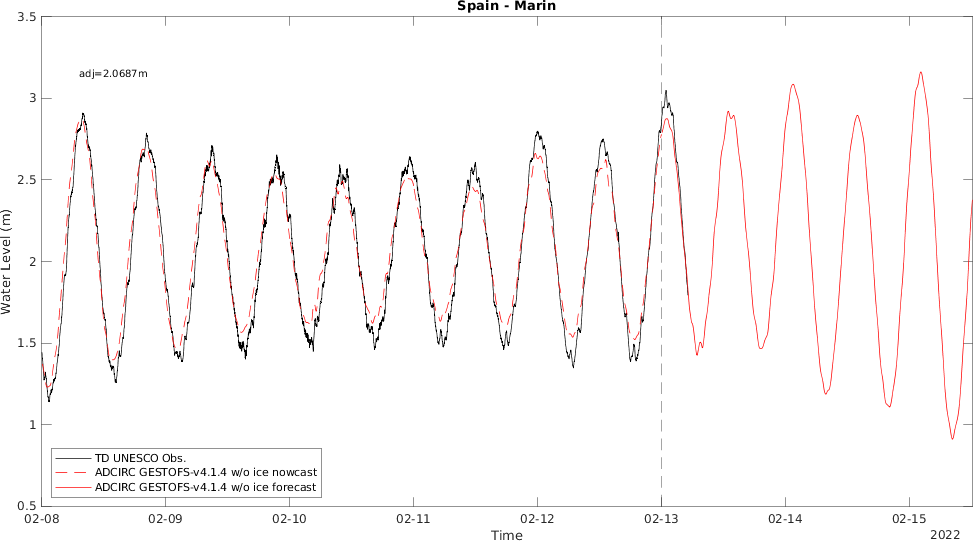 Spain - Marin
3.5
adj=2.0687m
3
2.5
Water Level (m)
2
1.5
1
TD UNESCO Obs.
ADCIRC GESTOFS-v4.1.4 w/o ice nowcast
ADCIRC GESTOFS-v4.1.4 w/o ice forecast
0.5
02-08 02-09 02-10 02-11 02-12 02-13 02-14 02-15
Time
2022